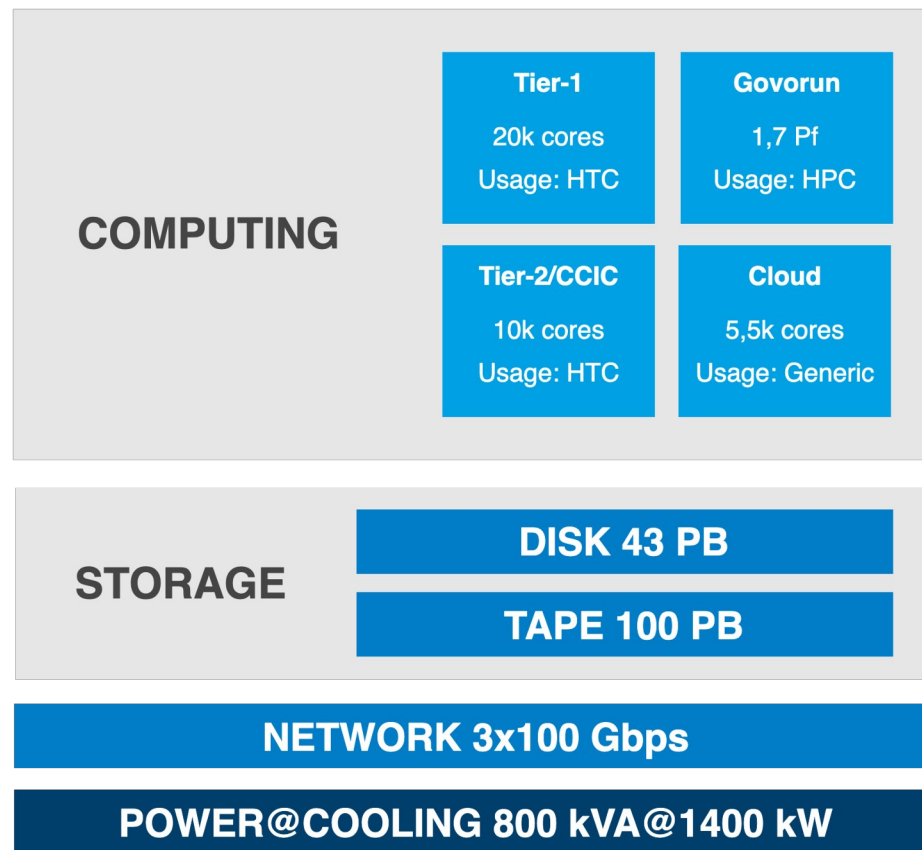 COMPUTING
Tier-1
20k cores
Usage: HTC
Govorun
1,7 Pf
Usage: HPC
Tier-2/CCIC
10k cores
Usage: HTC
Cloud
5,5k cores
Usage: Generic
STORAGE
DISK 43 PB
TAPE 100 PB
NETWORK 3x100 Gbps
POWER@COOLING 800 kVA@1400 kW